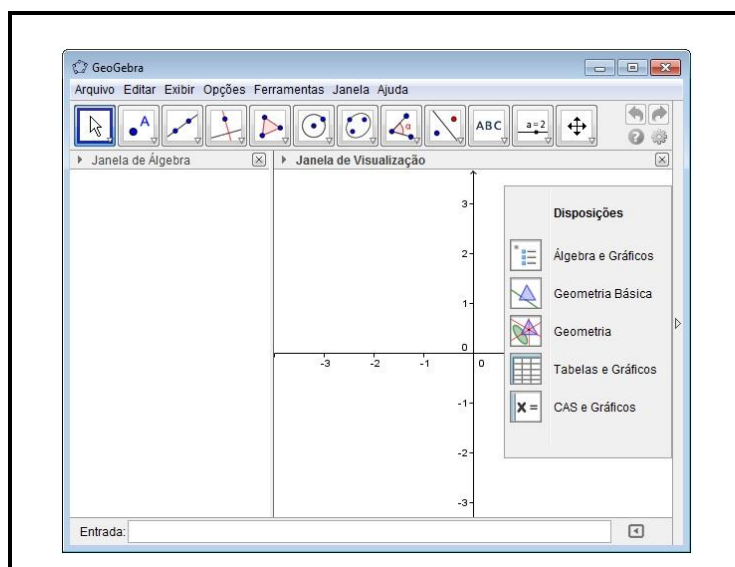 GeoGebra
Arquivo Editar Exibir Opções Ferramentas Janela Ajuda
A α ABC a=2
Janela de Álgebra
Janela de Visualização
3
2
1
0
-3 -2 -1 0
-1
-2
-3
Disposições
Álgebra e Gráficos
Geometria Básica
Geometria
Tabelas e Gráficos
X = CAS e Gráficos
Entrada: